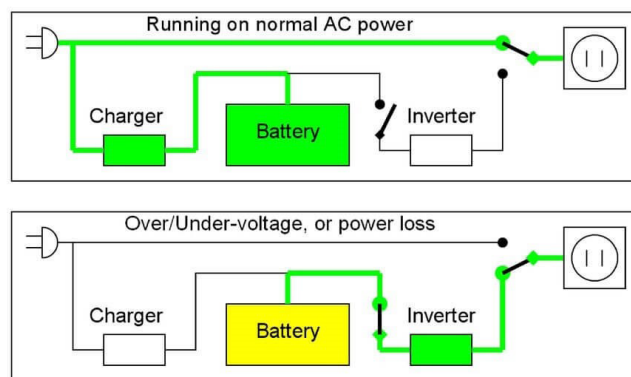 Running on normal AC power
Charger
Battery
Inverter
Over/Under-voltage, or power loss
Charger
Battery
Inverter